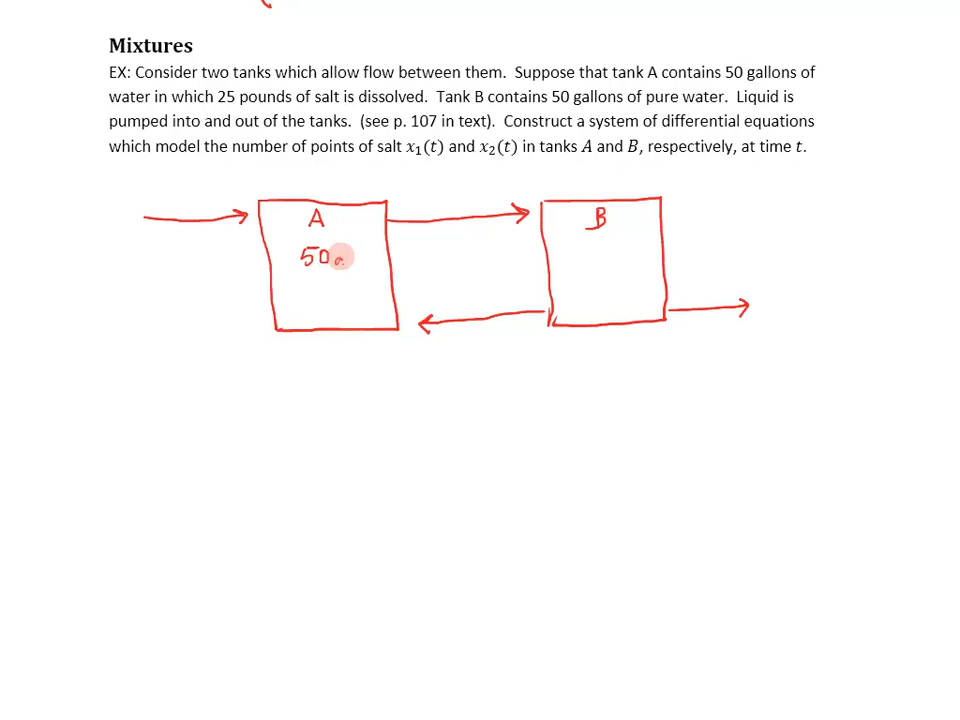 Mixtures
EX: Consider two tanks which allow flow between them. Suppose that tank A contains 50 gallons of
water in which 25 pounds of salt is dissolved. Tank B contains 50 gallons of pure water. Liquid is
pumped into and out of the tanks. (see p. 107 in text). Construct a system of differential equations
which model the number of points of salt x₁(t) and x₂(t) in tanks A and B, respectively, at time t.
A
B
50